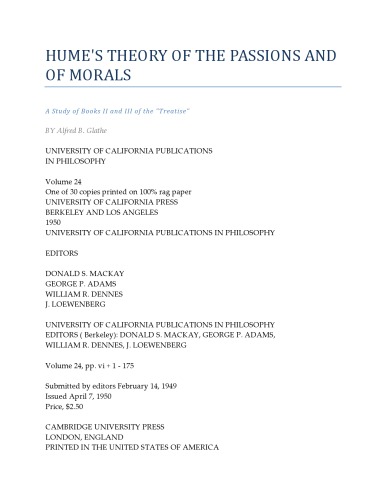 HUME'S THEORY OF THE PASSIONS AND
OF MORALS
A Study of Books II and III of the "Treatise"
BY Alfred B. Glathe
UNIVERSITY OF CALIFORNIA PUBLICATIONS
IN PHILOSOPHY
Volume 24
One of 30 copies printed on 100% rag paper
UNIVERSITY OF CALIFORNIA PRESS
BERKELEY AND LOS ANGELES
1950
UNIVERSITY OF CALIFORNIA PUBLICATIONS IN PHILOSOPHY
EDITORS
DONALD S. MACKAY
GEORGE P. ADAMS
WILLIAM R. DENNES
J. LOEWENBERG
UNIVERSITY OF CALIFORNIA PUBLICATIONS IN PHILOSOPHY
EDITORS ( Berkeley): DONALD S. MACKAY, GEORGE P. ADAMS,
WILLIAM R. DENNES, J. LOEWENBERG
Volume 24, pp. vi + 1 - 175
Submitted by editors February 14, 1949
Issued April 7, 1950
Price, $2.50
CAMBRIDGE UNIVERSITY PRESS
LONDON, ENGLAND
PRINTED IN THE UNITED STATES OF AMERICA